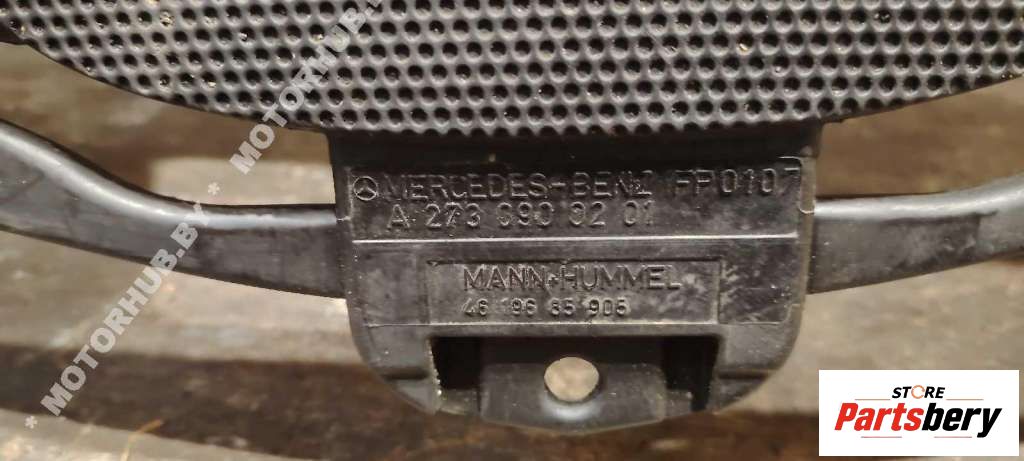 * MOTORHUB.BY * MOTORHUB.BY *
MERCEDES-BENZ FP0107
A 273 090 02 01
MANN+HUMMEL
46 196 85 905
STORE
Partsbery